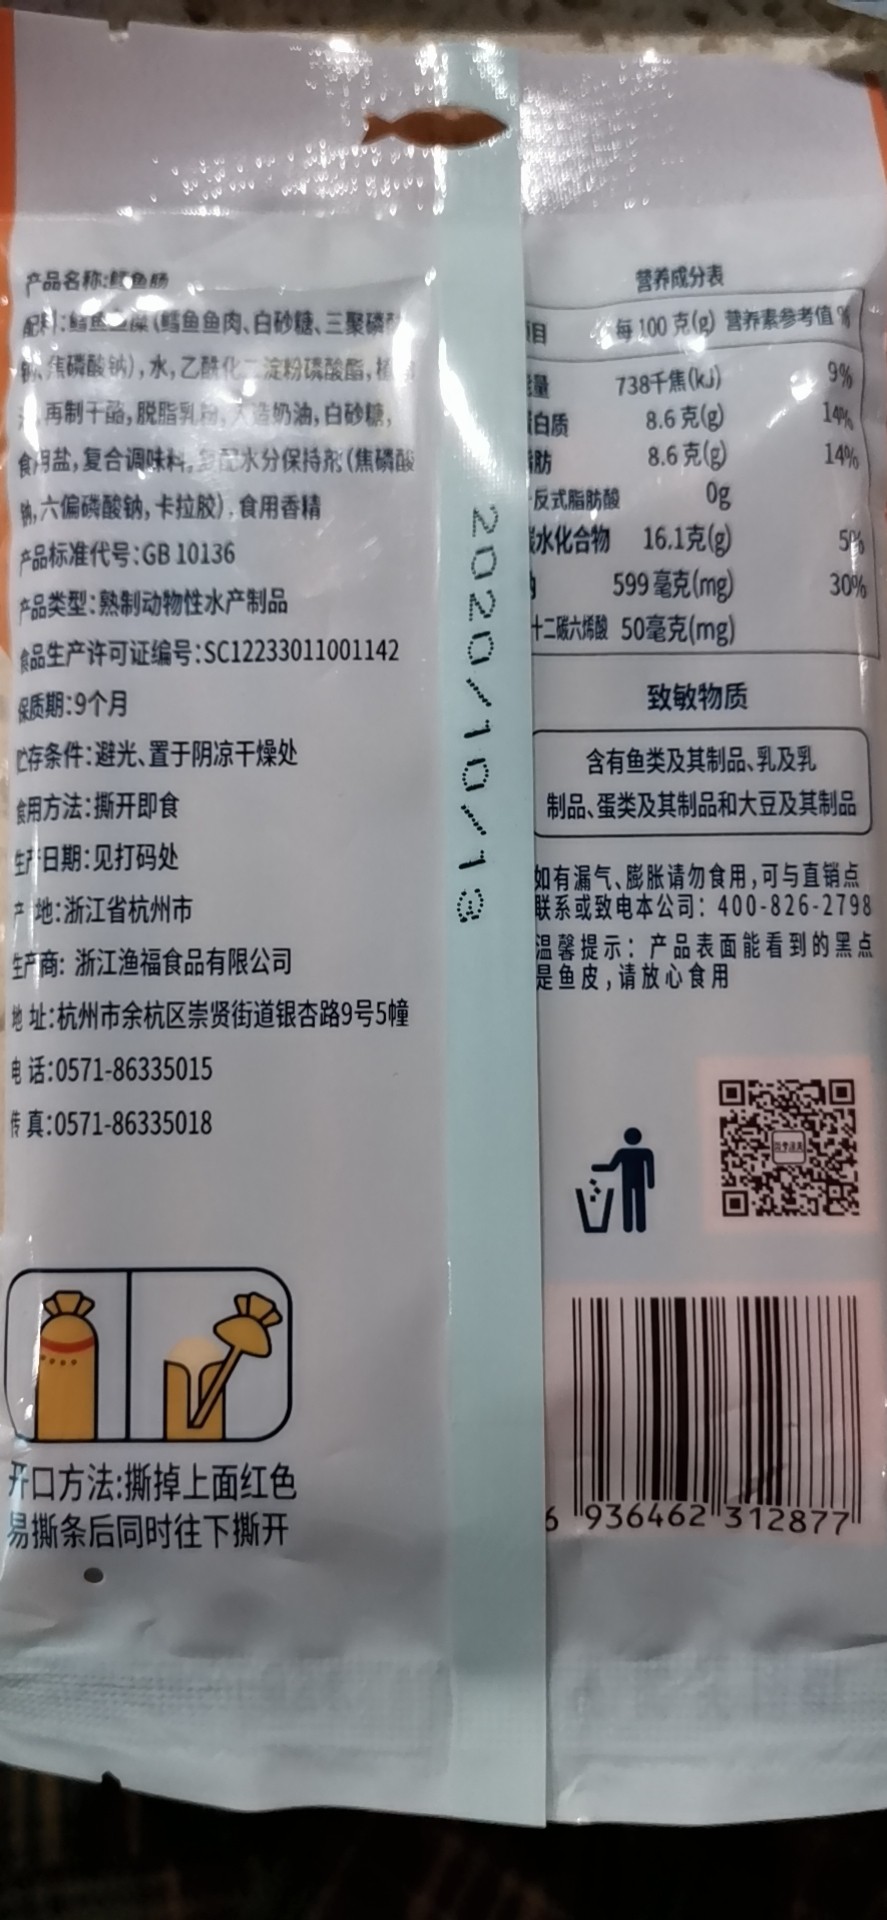 产品名称:鳕鱼肠
配料:鳕鱼鱼糜(鳕鱼鱼肉、白砂糖、三聚磷酸
钠、焦磷酸钠),水,乙酰化二淀粉磷酸酯,植物
油,再制干酪,脱脂乳粉,人造奶油,白砂糖,
食用盐,复合调味料,复配水分保持剂(焦磷酸
钠,六偏磷酸钠,卡拉胶).食用香精
产品标准代号:GB 10136
产品类型:熟制动物性水产制品
食品生产许可证编号:SC12233011001142
保质期:9个月
贮存条件:避光、置于阴凉干燥处
食用方法:撕开即食
生产日期:见打码处
产 地:浙江省杭州市
生产商: 浙江渔福食品有限公司
地 址:杭州市余杭区崇贤街道银杏路9号5幢
电 话:0571-86335015
传 真:0571-86335018
开口方法:撕掉上面红色
易撕条后同时往下撕开
2020/10/13
营养成分表
项目 每100克(g) 营养素参考值%
能量 738千焦(kJ) 9%
蛋白质 8.6克(g) 14%
脂肪 8.6克(g) 14%
-反式脂肪酸 0g
碳水化合物 16.1克(g) 5%
钠 599毫克(mg) 30%
十二碳六烯酸 50毫克(mg)
致敏物质
含有鱼类及其制品、乳及乳
制品、蛋类及其制品和大豆及其制品
如有漏气、膨胀请勿食用,可与直销点
联系或致电本公司: 400-826-2798
温馨提示: 产品表面能看到的黑点
是鱼皮,请放心食用
6 936462 312877